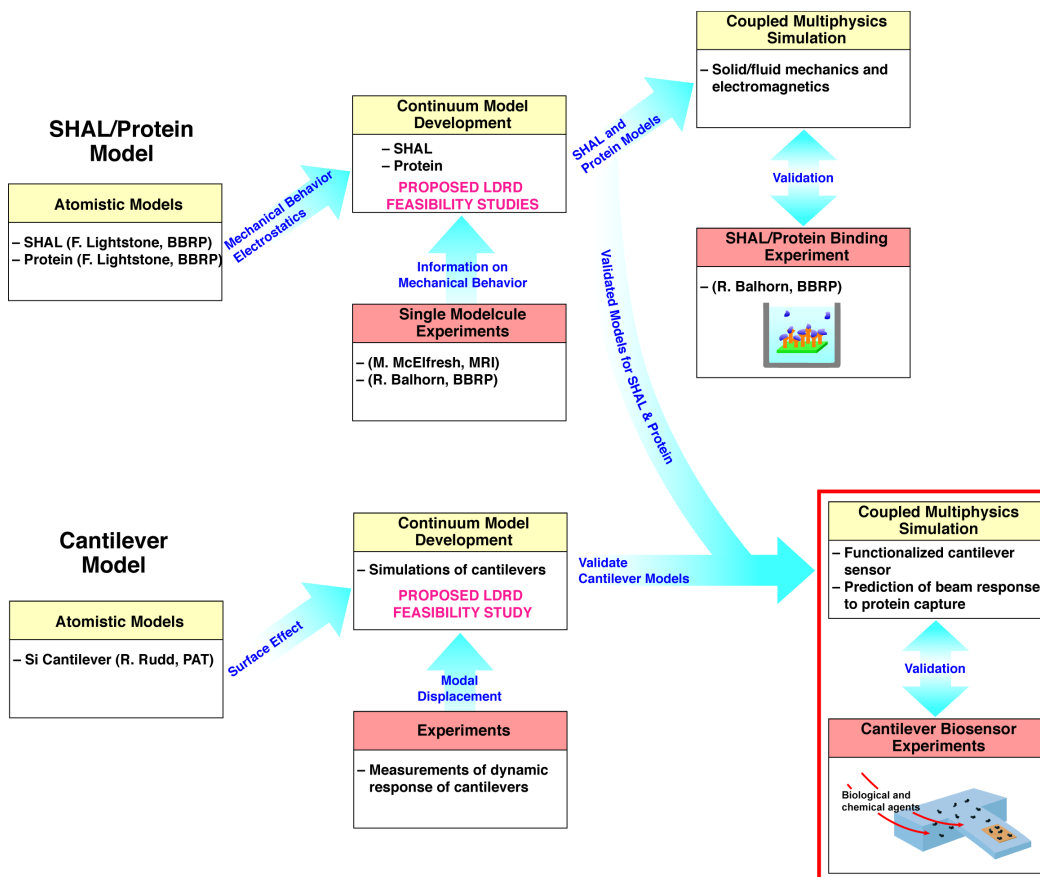 SHAL/Protein
Model
Atomistic Models
– SHAL (F. Lightstone, BBRP)
– Protein (F. Lightstone, BBRP)
Mechanical Behavior
Electrostatics
Continuum Model
Development
– SHAL
– Protein
PROPOSED LDRD
FEASIBILITY STUDIES
Information on
Mechanical Behavior
Single Modelcule
Experiments
– (M. McElfresh, MRI)
– (R. Balhorn, BBRP)
SHAL and
Protein Models
Coupled Multiphysics
Simulation
– Solid/fluid mechanics and
electromagnetics
Validation
SHAL/Protein Binding
Experiment
– (R. Balhorn, BBRP)
Validated Models for SHAL & Protein
Cantilever
Model
Atomistic Models
– Si Cantilever (R. Rudd, PAT)
Surface Effect
Continuum Model
Development
– Simulations of cantilevers
PROPOSED LDRD
FEASIBILITY STUDY
Modal
Displacement
Experiments
– Measurements of dynamic
response of cantilevers
Validate
Cantilever Models
Coupled Multiphysics
Simulation
– Functionalized cantilever
sensor
– Prediction of beam response
to protein capture
Validation
Cantilever Biosensor
Experiments
Biological and
chemical agents